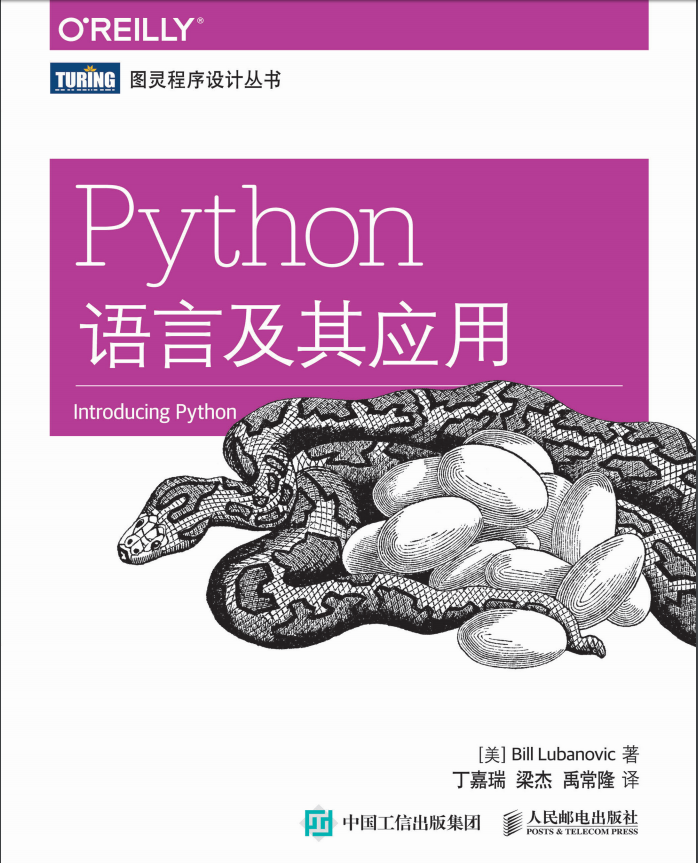 O'REILLY®
TURING 图灵程序设计丛书
Python
语言及其应用
Introducing Python
[美] Bill Lubanovic 著
丁嘉瑞 梁杰 禹常隆 译
中国工信出版集团 人民邮电出版社
POSTS & TELECOM PRESS